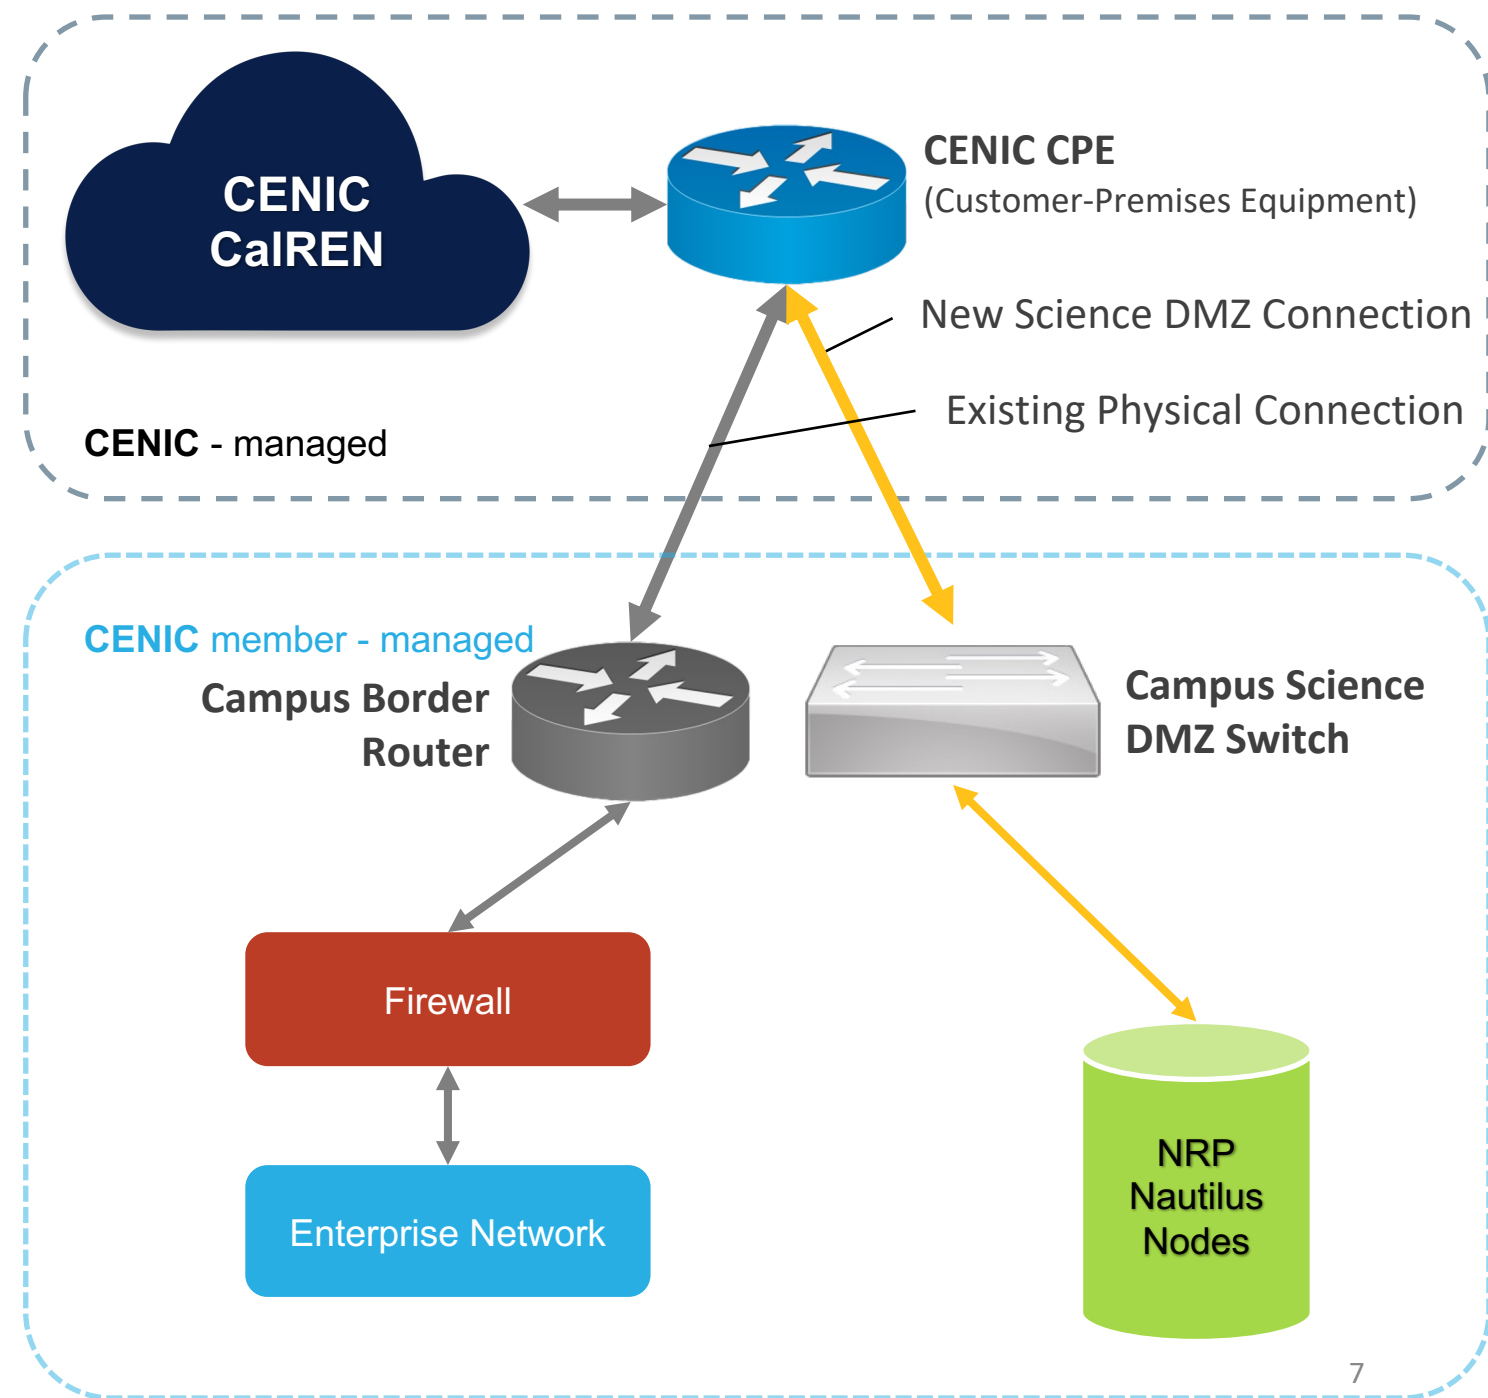 CENIC
CalREN
CENIC CPE
(Customer-Premises Equipment)
New Science DMZ Connection
Existing Physical Connection
CENIC - managed
CENIC member - managed
Campus Border
Router
Campus Science
DMZ Switch
Firewall
Enterprise Network
NRP
Nautilus
Nodes
7